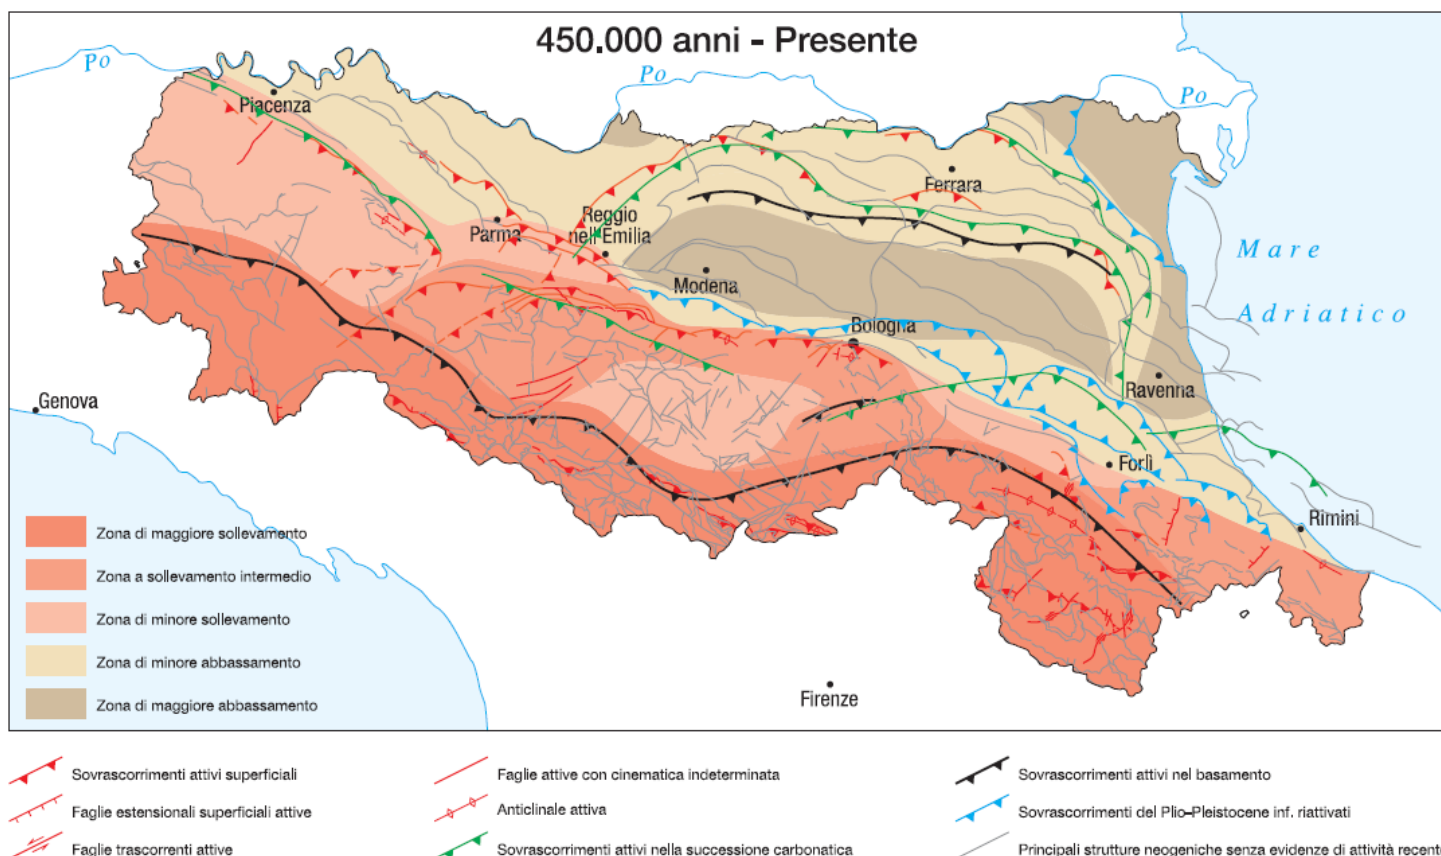 450.000 anni - Presente
Po
Po
Po
Piacenza
Parma
Reggio
nell'Emilia
Modena
Bologna
Ferrara
Ravenna
Forlì
Rimini
Genova
Firenze
Mare
Adriatico
Zona di maggiore sollevamento
Zona a sollevamento intermedio
Zona di minore sollevamento
Zona di minore abbassamento
Zona di maggiore abbassamento
Sovrascorrimenti attivi superficiali
Faglie estensionali superficiali attive
Faglie trascorrenti attive
Faglie attive con cinematica indeterminata
Anticlinale attiva
Sovrascorrimenti attivi nella successione carbonatica
Sovrascorrimenti attivi nel basamento
Sovrascorrimenti del Plio-Pleistocene inf. riattivati
Principali strutture neogeniche senza evidenze di attività recente